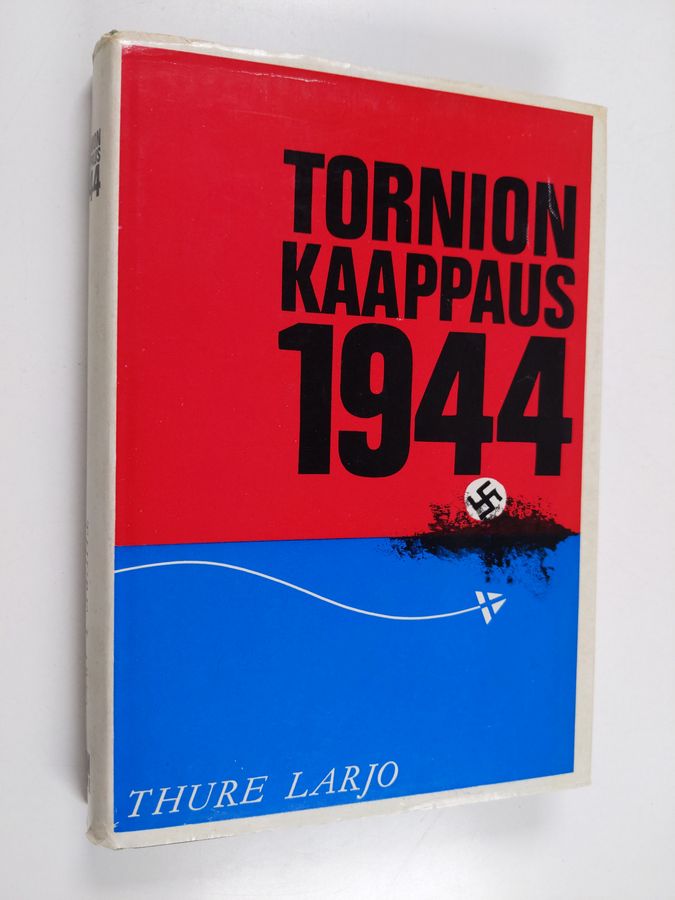 TORNION
KAAPPAUS
1944
THURE LARJO